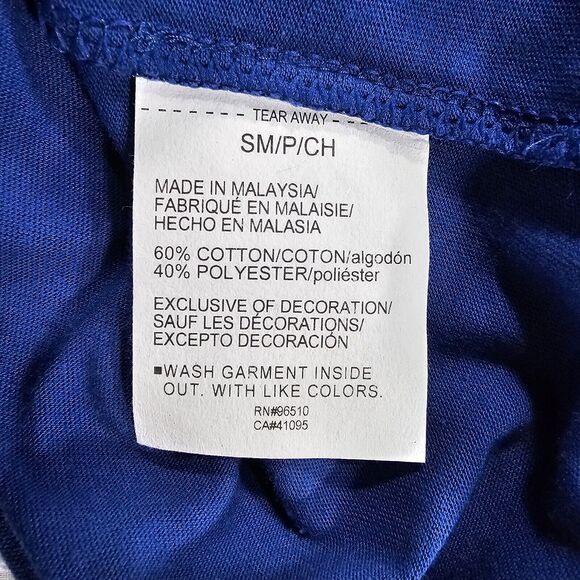 - - - - - - - - TEAR AWAY - - -
SM/P/CH
MADE IN MALAYSIA/
FABRIQUÉ EN MALAISIE/
HECHO EN MALASIA
60% COTTON/COTON/algodón
40% POLYESTER/poliéster
EXCLUSIVE OF DECORATION/
SAUF LES DÉCORATIONS/
EXCEPTO DECORACIÓN
▪WASH GARMENT INSIDE
OUT. WITH LIKE COLORS.
RN#96510
CA#41095